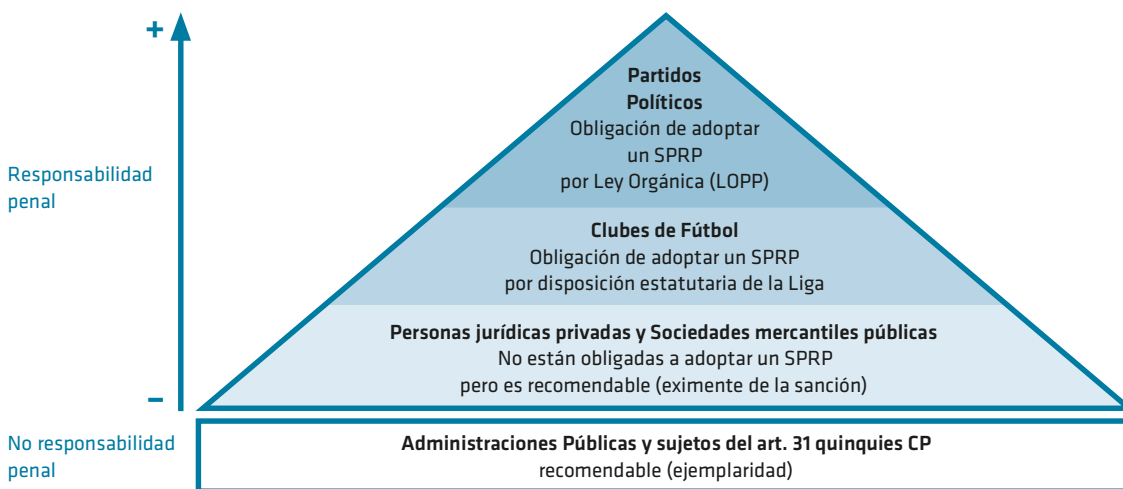 +
Partidos
Políticos
Obligación de adoptar
un SPRP
por Ley Orgánica (LOPP)
Responsabilidad
penal
Clubes de Fútbol
Obligación de adoptar un SPRP
por disposición estatutaria de la Liga
Personas jurídicas privadas y Sociedades mercantiles públicas
No están obligadas a adoptar un SPRP
pero es recomendable (eximente de la sanción)
–
No responsabilidad
penal
Administraciones Públicas y sujetos del art. 31 quinquies CP
recomendable (ejemplaridad)